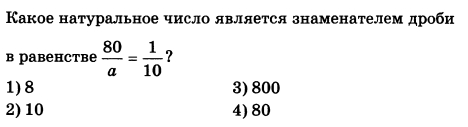 Какое натуральное число является знаменателем дроби
в равенстве 80/a = 1/10?
1) 8 3) 800
2) 10 4) 80